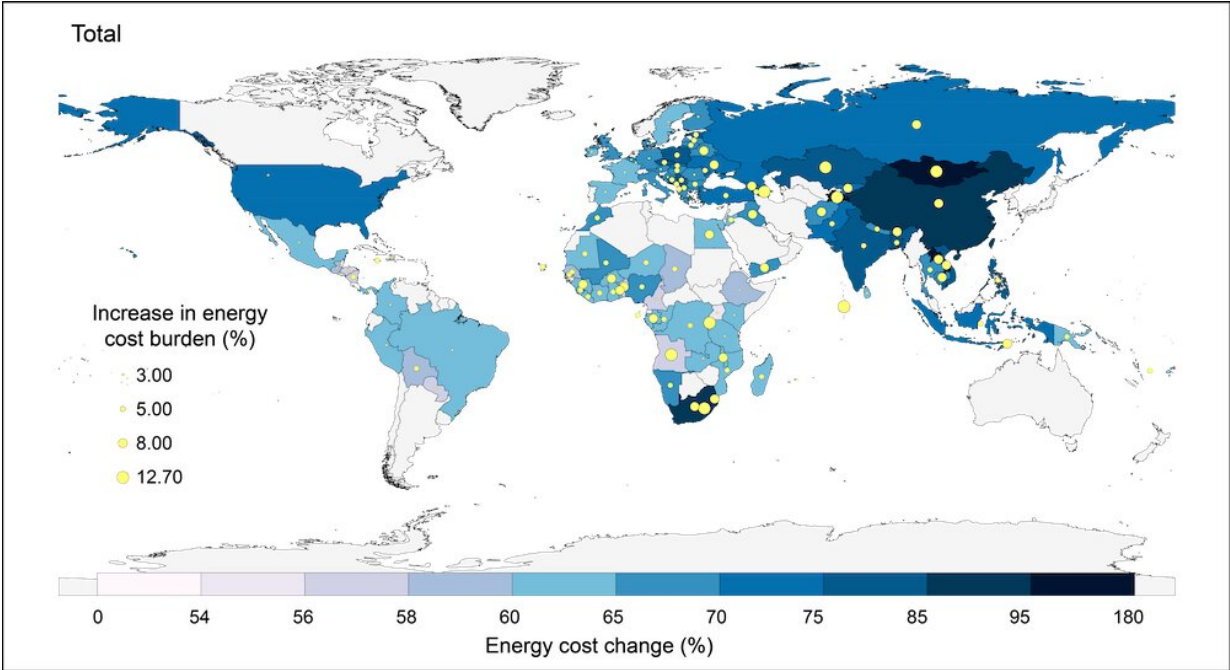 Total
Increase in energy
cost burden (%)
3.00
5.00
8.00
12.70
0 54 56 58 60 65 70 75 85 95 180
Energy cost change (%)